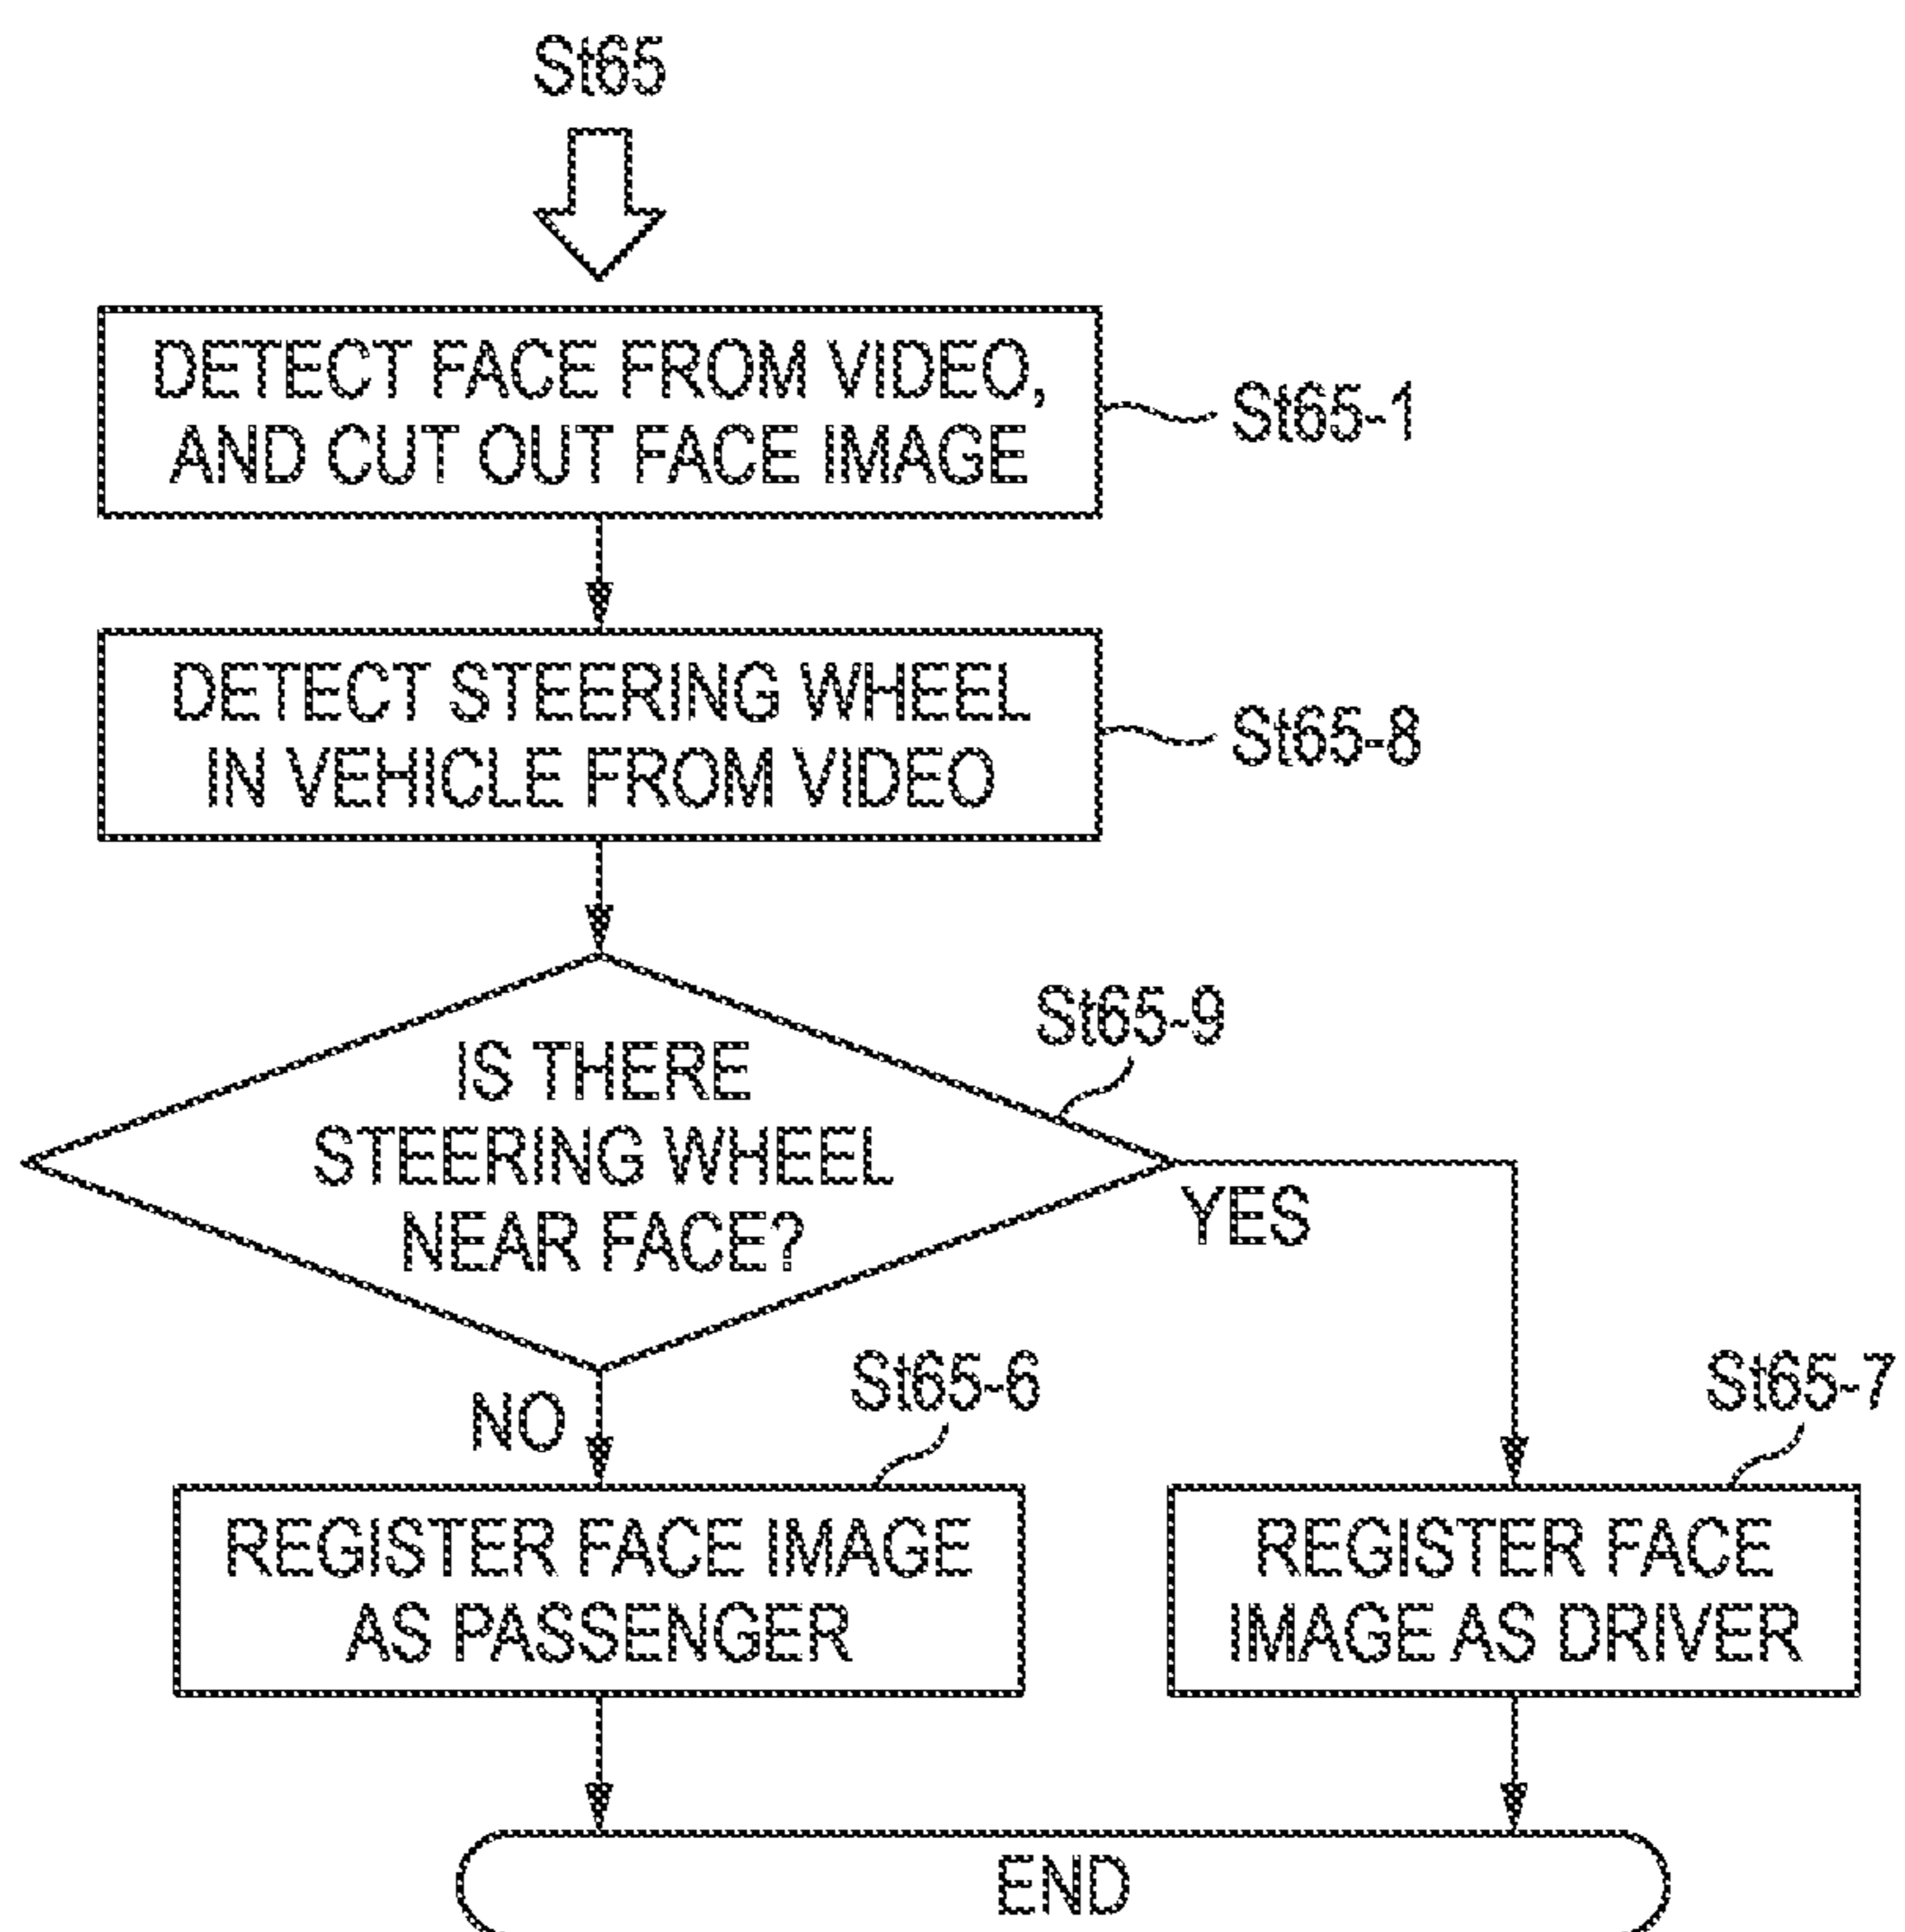 St65
DETECT FACE FROM VIDEO,
AND CUT OUT FACE IMAGE
St65-1
DETECT STEERING WHEEL
IN VEHICLE FROM VIDEO
St65-8
St65-9
IS THERE
STEERING WHEEL
NEAR FACE?
YES
NO
St65-6
St65-7
REGISTER FACE IMAGE
AS PASSENGER
REGISTER FACE
IMAGE AS DRIVER
END